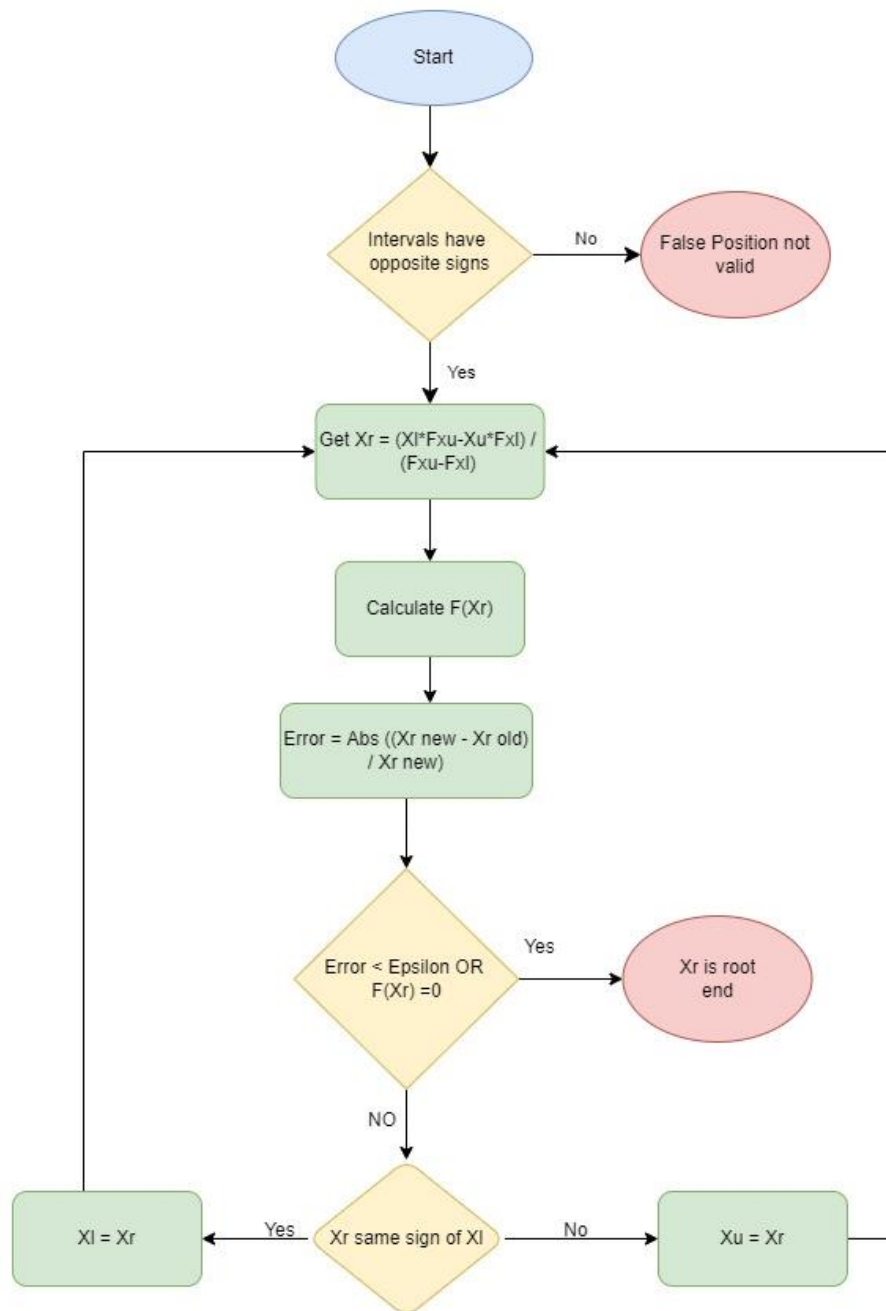 Start
Intervals have
opposite signs
No
False Position not
valid
Yes
Get Xr = (Xl*Fxu-Xu*Fxl) /
(Fxu-Fxl)
Calculate F(Xr)
Error = Abs ((Xr new - Xr old)
/ Xr new)
Error < Epsilon OR
F(Xr) =0
Yes
Xr is root
end
NO
Xl = Xr
Yes
Xr same sign of Xl
No
Xu = Xr